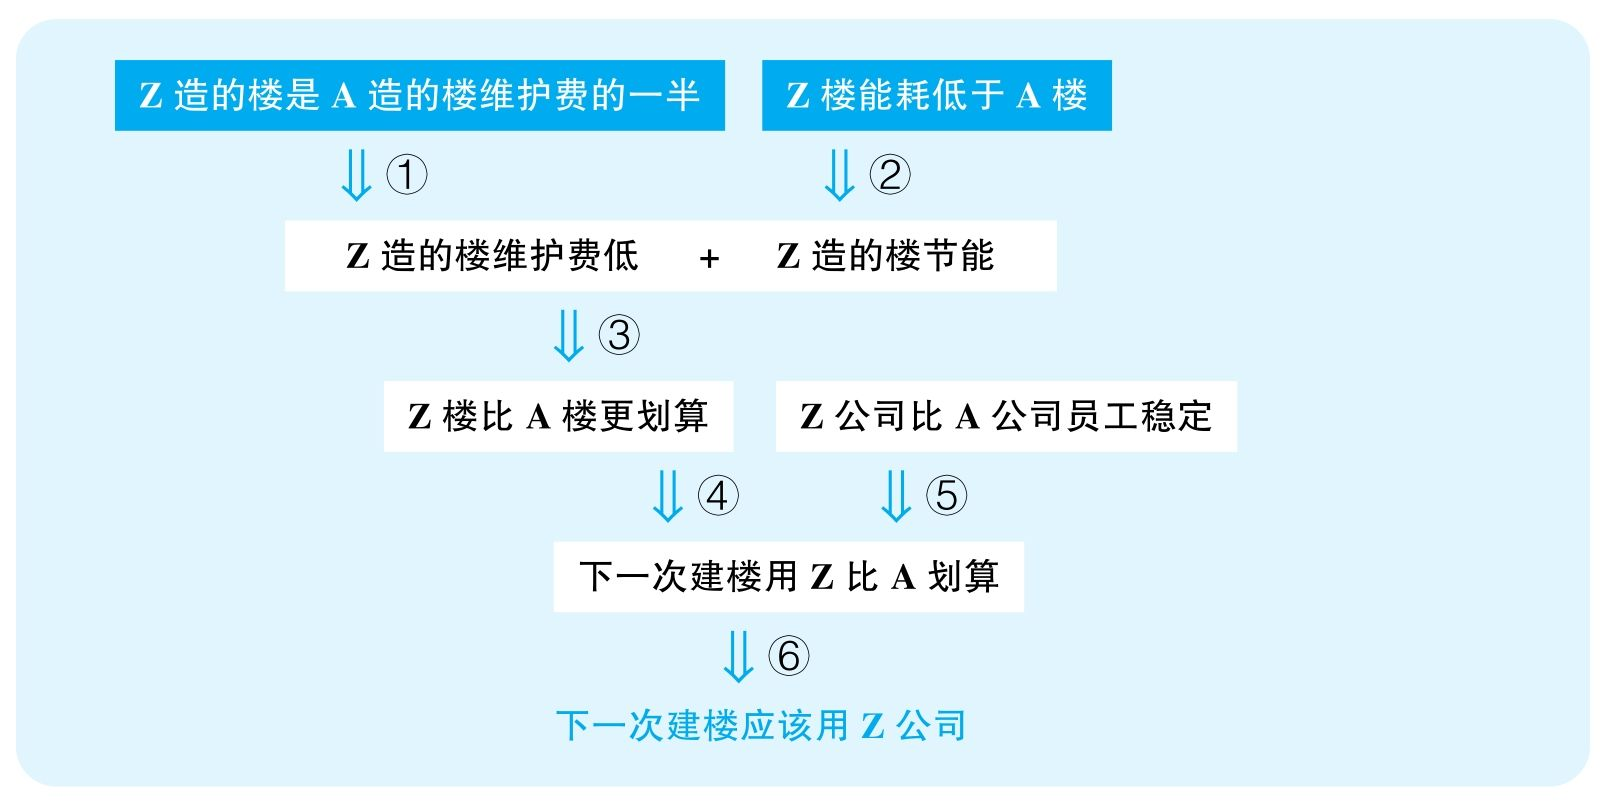 Z 造的楼是 A 造的楼维护费的一半
Z 楼能耗低于 A 楼
①
②
Z 造的楼维护费低 + Z 造的楼节能
③
Z 楼比 A 楼更划算
Z 公司比 A 公司员工稳定
④
⑤
下一次建楼用 Z 比 A 划算
⑥
下一次建楼应该用 Z 公司